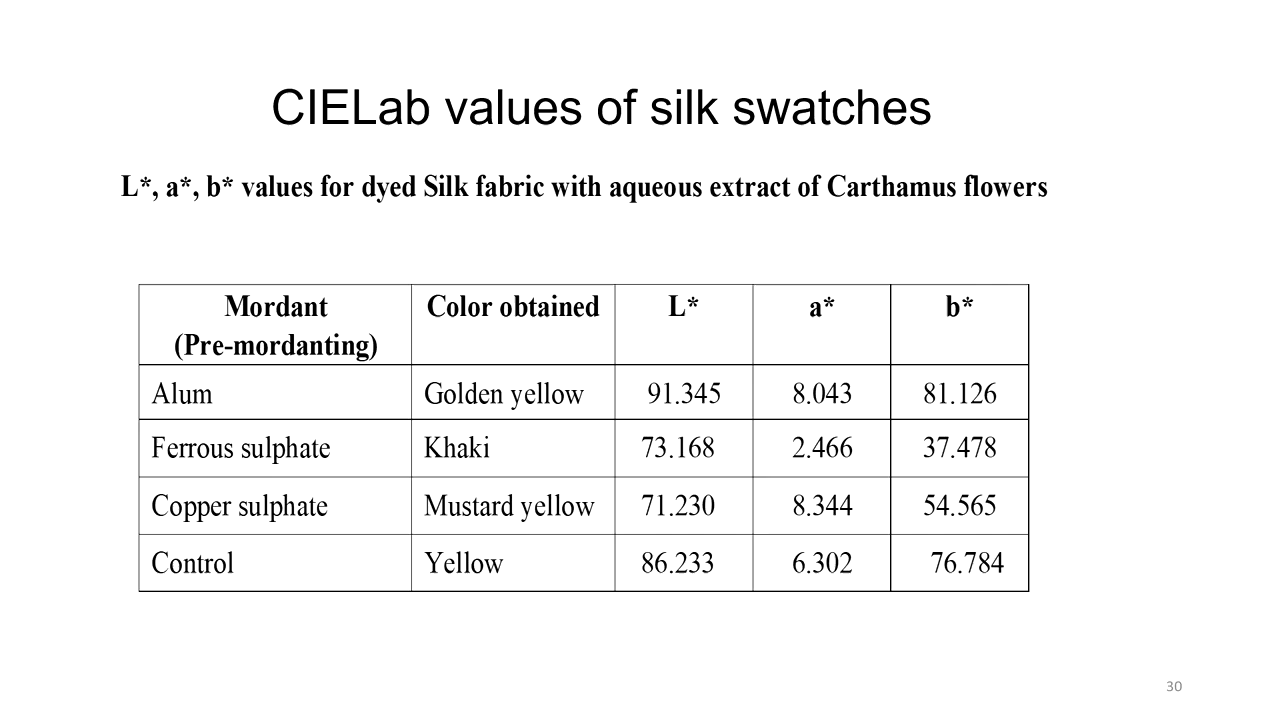 CIELab values of silk swatches
L*, a*, b* values for dyed Silk fabric with aqueous extract of Carthamus flowers
Mordant (Pre-mordanting) Color obtained L* a* b*
Alum Golden yellow 91.345 8.043 81.126
Ferrous sulphate Khaki 73.168 2.466 37.478
Copper sulphate Mustard yellow 71.230 8.344 54.565
Control Yellow 86.233 6.302 76.784
30